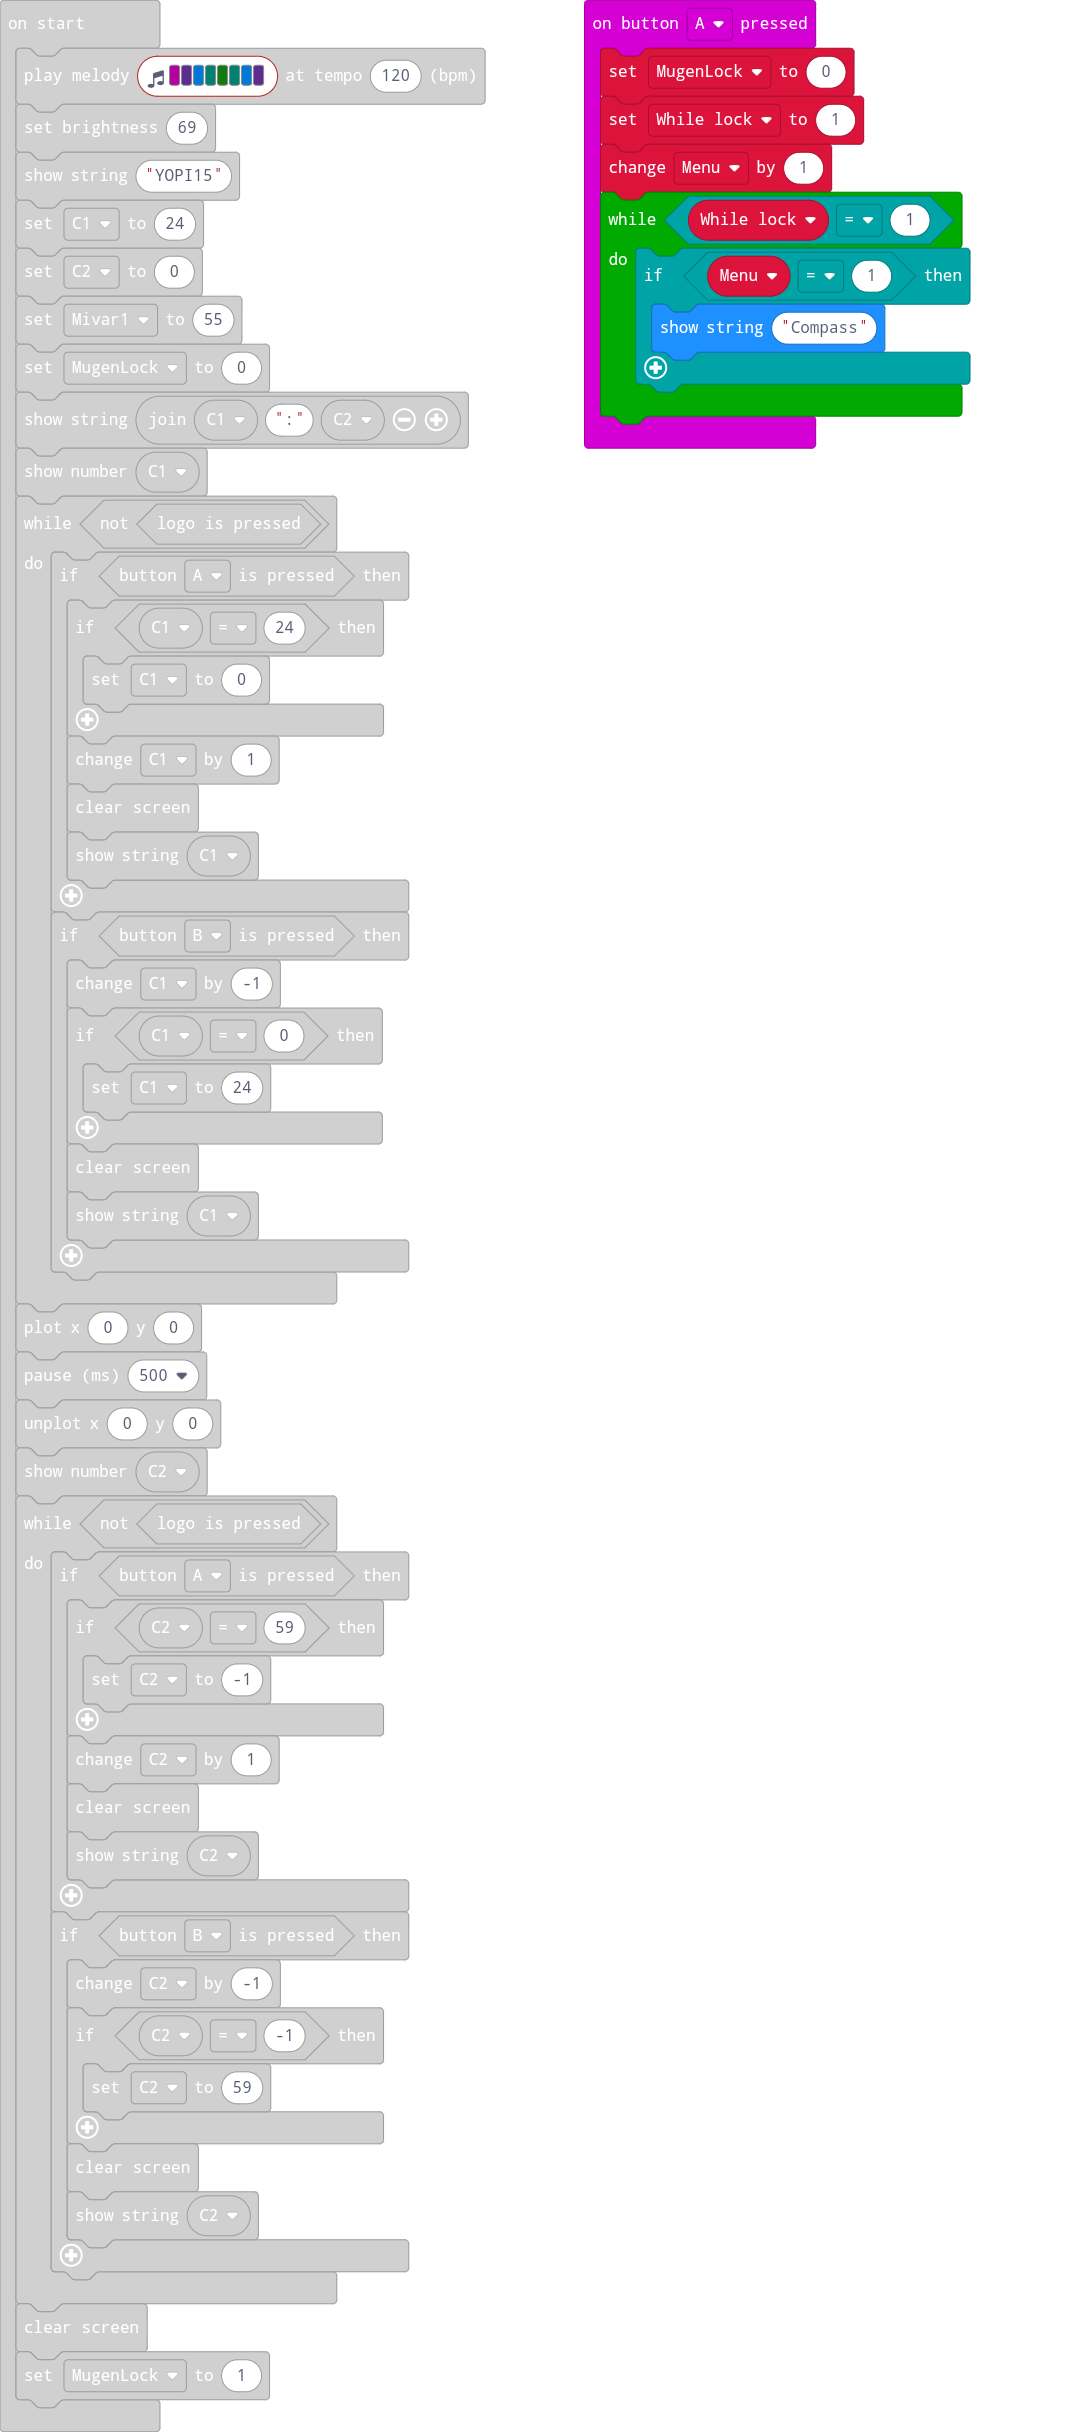 on start
play melody at tempo 120 (bpm)
set brightness 69
show string "YOPI15"
set C1 to 24
set C2 to 0
set Mivar1 to 55
set MugenLock to 0
show string join C1 ":" C2
show number C1
while not logo is pressed
do
if button A is pressed then
if C1 = 24 then
set C1 to 0
change C1 by 1
clear screen
show string C1
if button B is pressed then
change C1 by -1
if C1 = 0 then
set C1 to 24
clear screen
show string C1
plot x 0 y 0
pause (ms) 500
unplot x 0 y 0
show number C2
while not logo is pressed
do
if button A is pressed then
if C2 = 59 then
set C2 to -1
change C2 by 1
clear screen
show string C2
if button B is pressed then
change C2 by -1
if C2 = -1 then
set C2 to 59
clear screen
show string C2
clear screen
set MugenLock to 1
on button A pressed
set MugenLock to 0
set While lock to 1
change Menu by 1
while While lock = 1
do
if Menu = 1 then
show string "Compass"